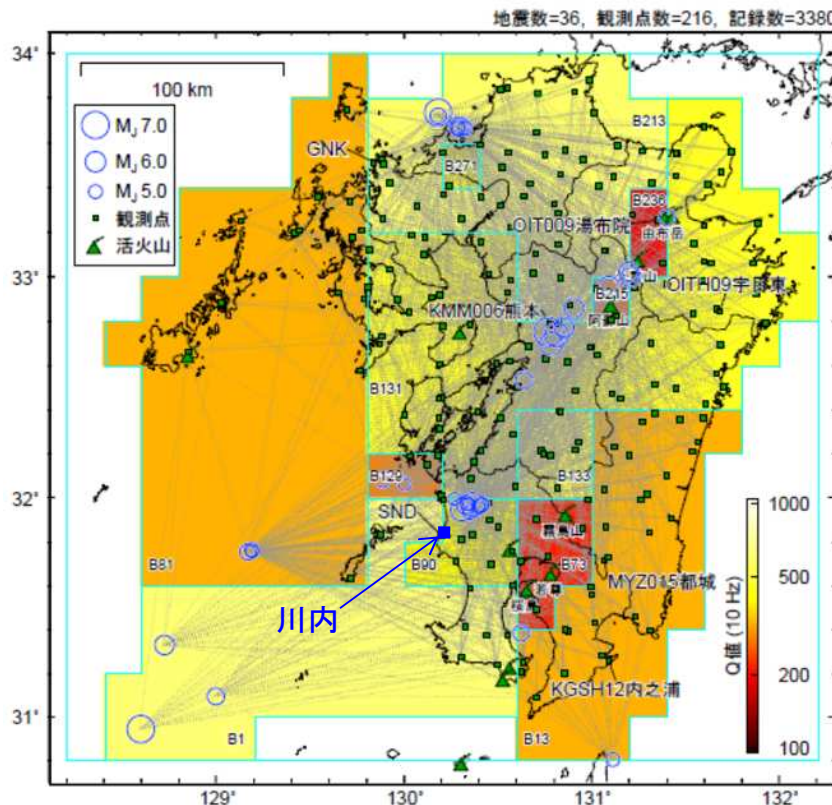 地震数=36, 観測点数=216, 記録数=3380
34°
33°
32°
31°
129°
130°
131°
132°
100 km
MJ 7.0
MJ 6.0
MJ 5.0
観測点
活火山
GNK
B271
B213
B236
OIT009湯布院
由布岳
OITH09宇目東
KMM006熊本
B215
B131
B129
B133
SND
霧島山
B81
B90
B73
MYZ015都城
川内
KGSH12内之浦
B1
B13
1000
500
200
100
Q値 (10 Hz)